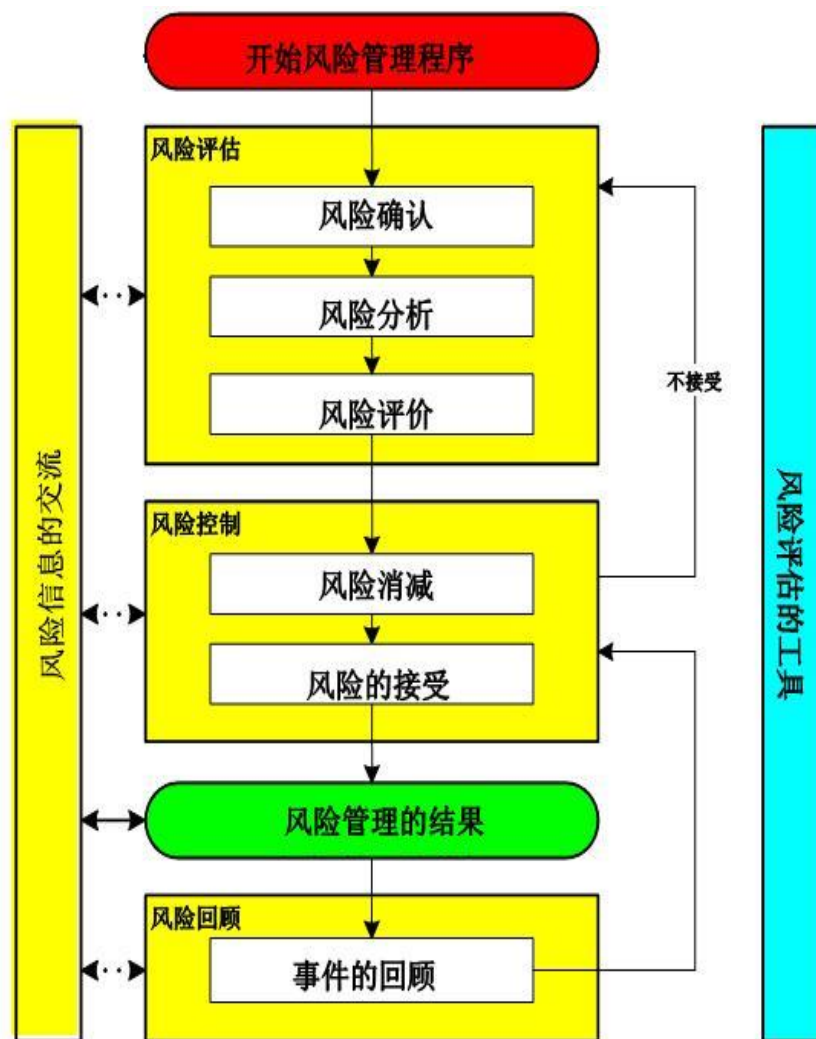 开始风险管理程序
风险评估
风险确认
风险分析
风险评价
不接受
风险控制
风险消减
风险的接受
风险管理的结果
风险回顾
事件的回顾
风险信息的交流
风险评估的工具